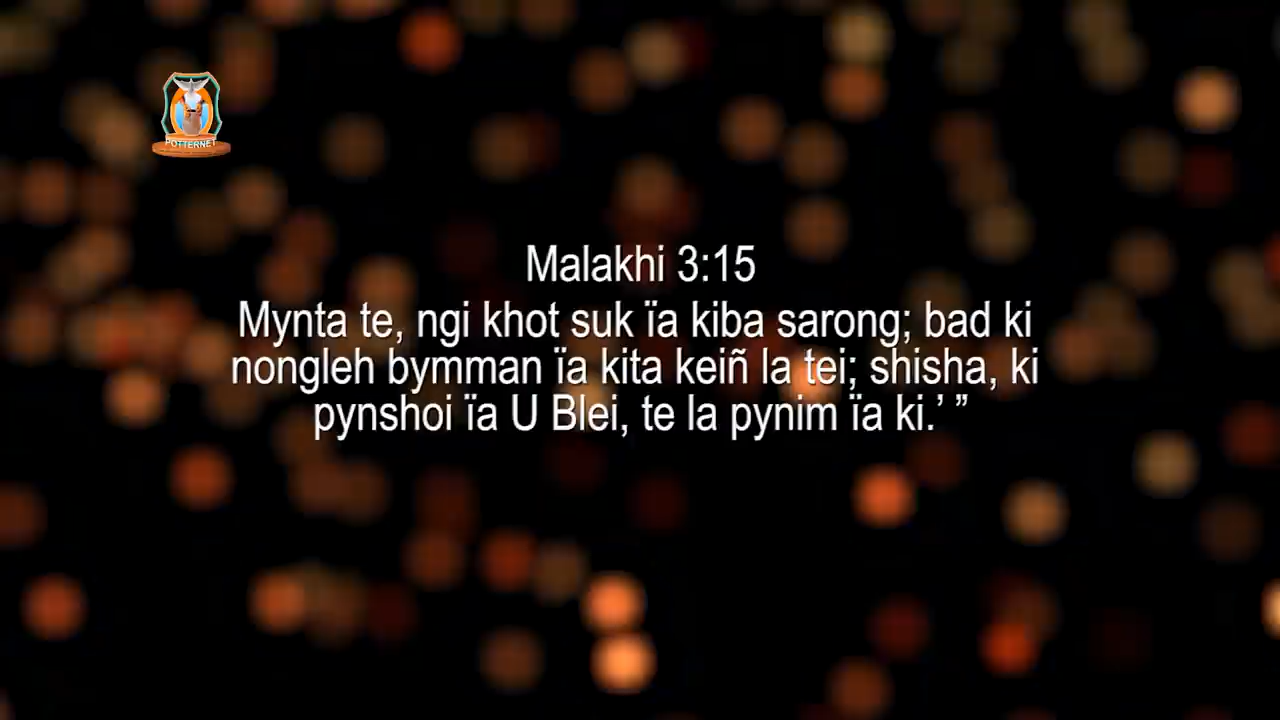 POTTERNET
Malakhi 3:15
Mynta te, ngi khot suk ïa kiba sarong; bad ki
nongleh bymman ïa kita keiñ la tei; shisha, ki
pynshoi ïa U Blei, te la pynim ïa ki.’ ”